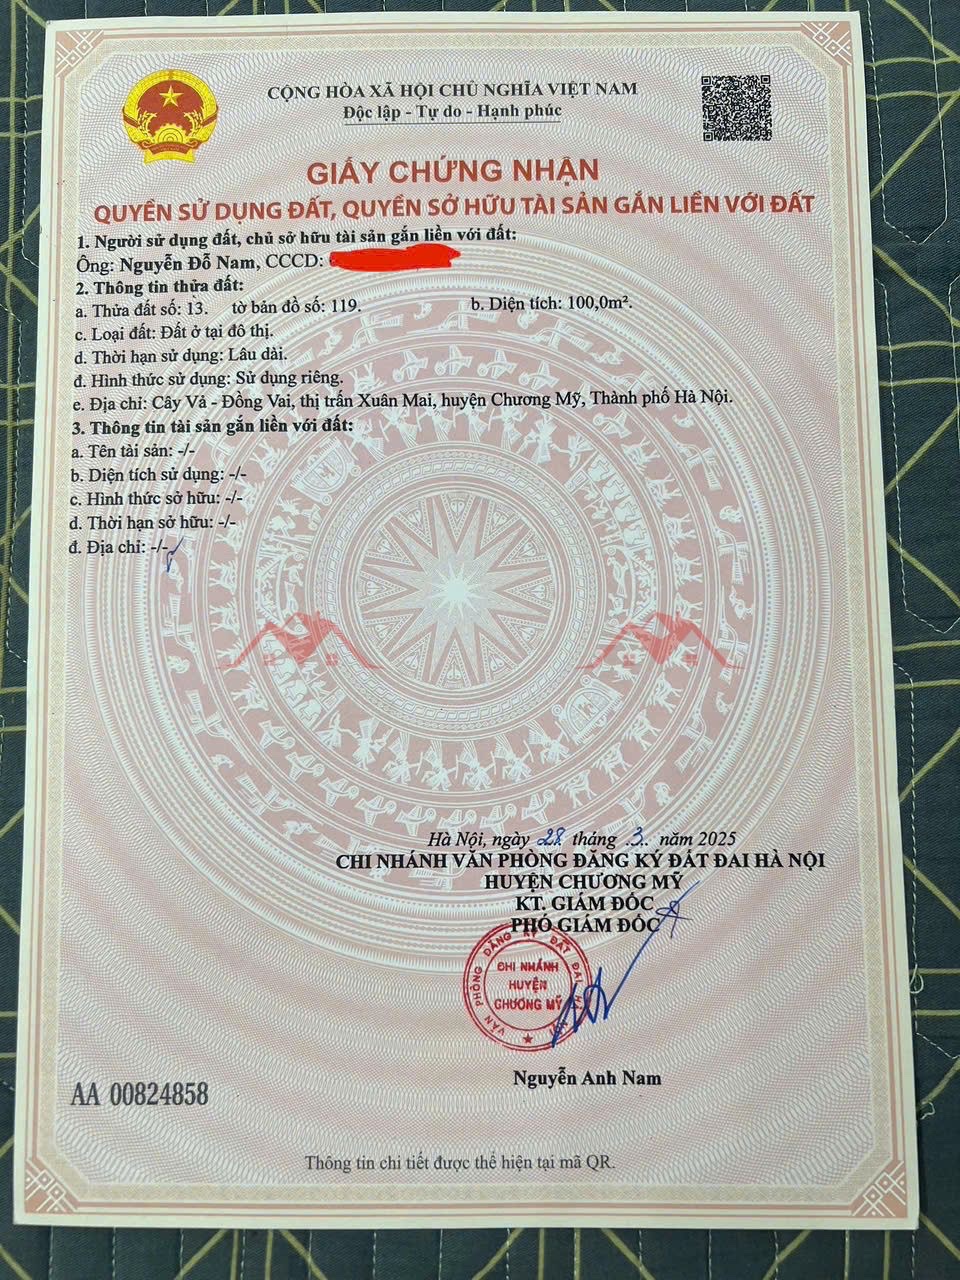 CỘNG HÒA XÃ HỘI CHỦ NGHĨA VIỆT NAM
Độc lập - Tự do - Hạnh phúc
GIẤY CHỨNG NHẬN
QUYỀN SỬ DỤNG ĐẤT, QUYỀN SỞ HỮU TÀI SẢN GẮN LIỀN VỚI ĐẤT
1. Người sử dụng đất, chủ sở hữu tài sản gắn liền với đất:
Ông: Nguyễn Đỗ Nam, CCCD:
2. Thông tin thửa đất:
a. Thửa đất số: 13. tờ bản đồ số: 119. b. Diện tích: 100,0m².
c. Loại đất: Đất ở tại đô thị.
d. Thời hạn sử dụng: Lâu dài.
đ. Hình thức sử dụng: Sử dụng riêng.
e. Địa chỉ: Cây Vả - Đồng Vai, thị trấn Xuân Mai, huyện Chương Mỹ, Thành phố Hà Nội.
3. Thông tin tài sản gắn liền với đất:
a. Tên tài sản: -/-
b. Diện tích sử dụng: -/-
c. Hình thức sở hữu: -/-
d. Thời hạn sở hữu: -/-
đ. Địa chỉ: -/-
Hà Nội, ngày 28 tháng 3 năm 2025
CHI NHÁNH VĂN PHÒNG ĐĂNG KÝ ĐẤT ĐAI HÀ NỘI
HUYỆN CHƯƠNG MỸ
KT. GIÁM ĐỐC
PHÓ GIÁM ĐỐC
VĂN PHÒNG ĐĂNG KÝ ĐẤT ĐAI HÀ NỘI
CHI NHÁNH
HUYỆN
CHƯƠNG MỸ
Nguyễn Anh Nam
AA 00824858
Thông tin chi tiết được thể hiện tại mã QR.